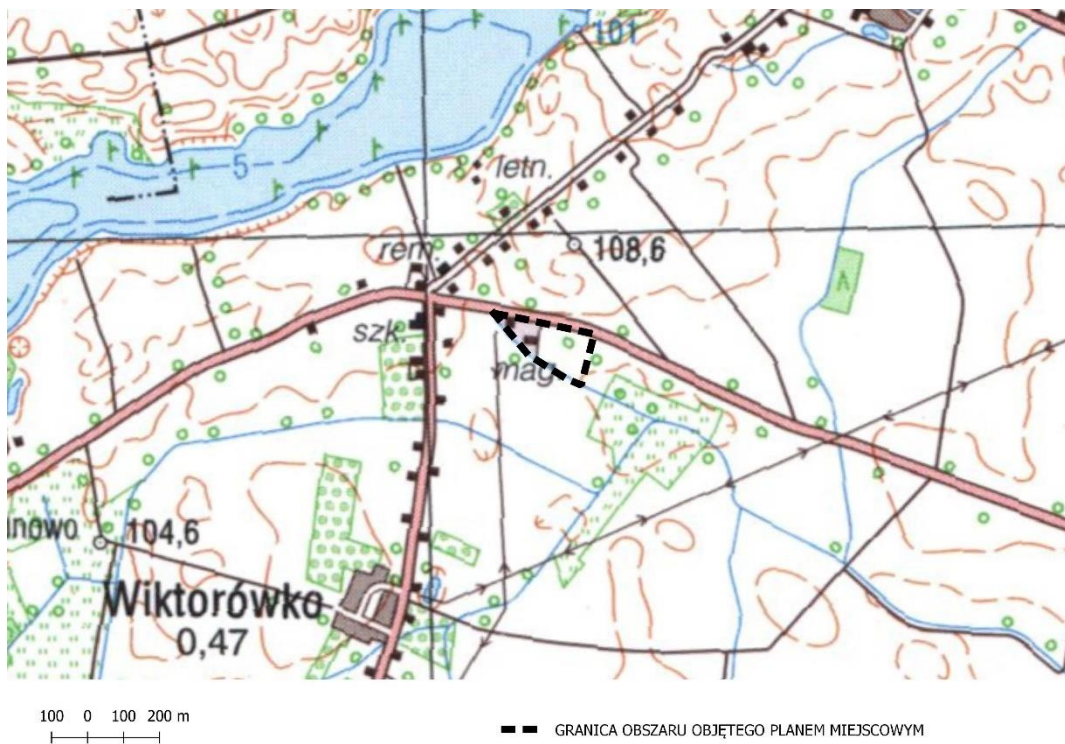 101
5
letn.
rem.
108,6
szk.
mag
nowo
104,6
Wiktorówko
0,47
A
100 0 100 200 m
GRANICA OBSZARU OBJĘTEGO PLANEM MIEJSCOWYM